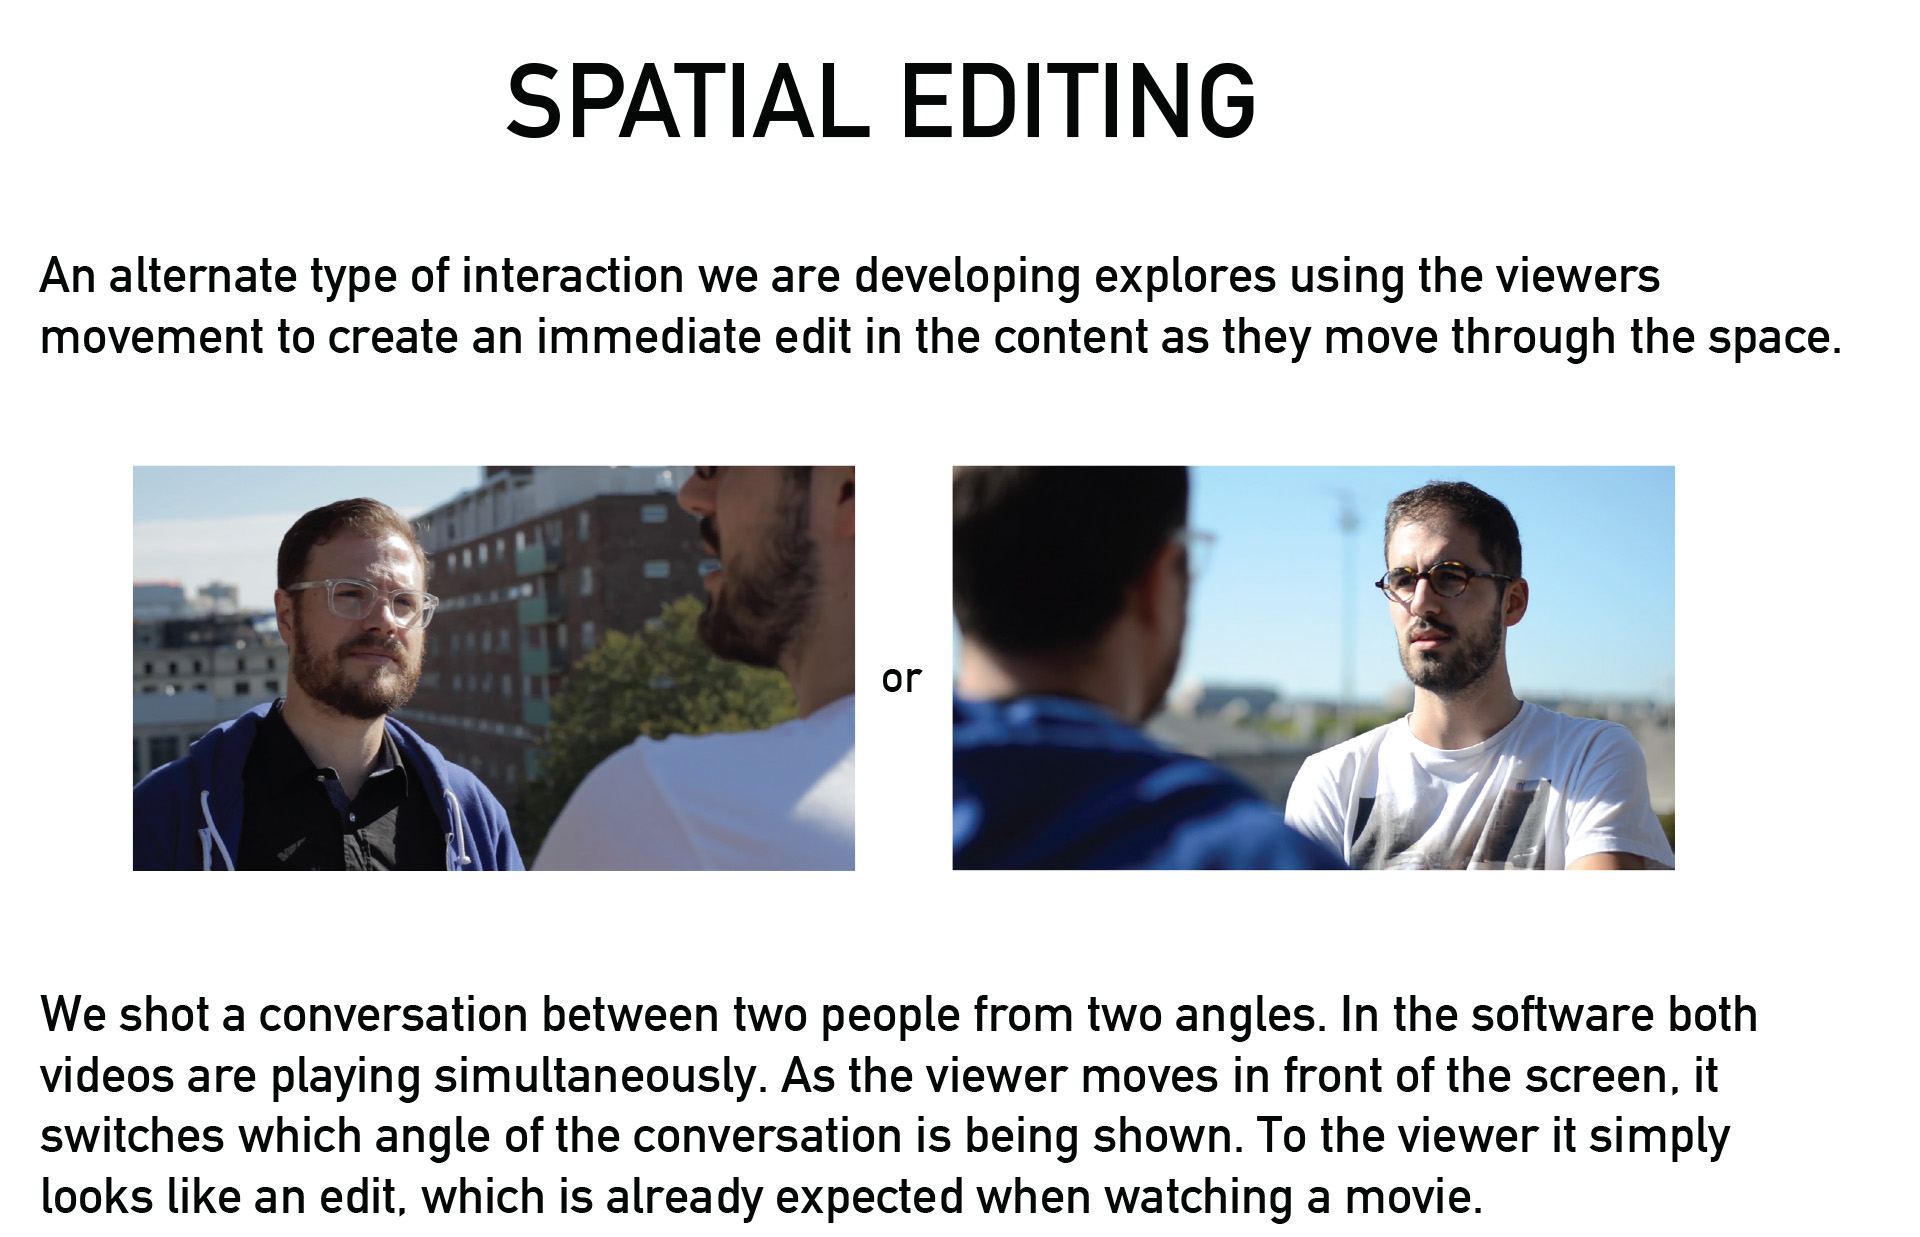 SPATIAL EDITING
An alternate type of interaction we are developing explores using the viewers
movement to create an immediate edit in the content as they move through the space.
or
We shot a conversation between two people from two angles. In the software both
videos are playing simultaneously. As the viewer moves in front of the screen, it
switches which angle of the conversation is being shown. To the viewer it simply
looks like an edit, which is already expected when watching a movie.